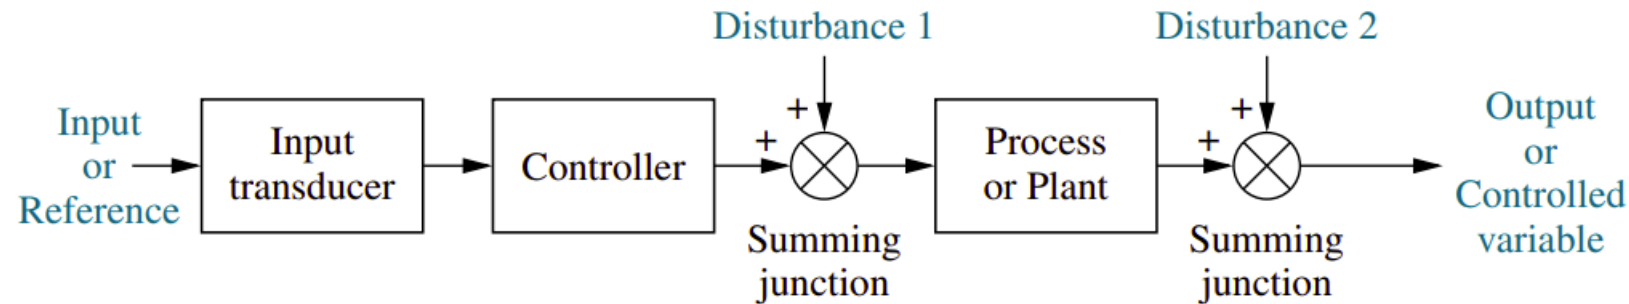 Disturbance 1
Disturbance 2
Input
or
Reference
Input
transducer
Controller
+
+
Summing
junction
Process
or Plant
+
+
Summing
junction
Output
or
Controlled
variable